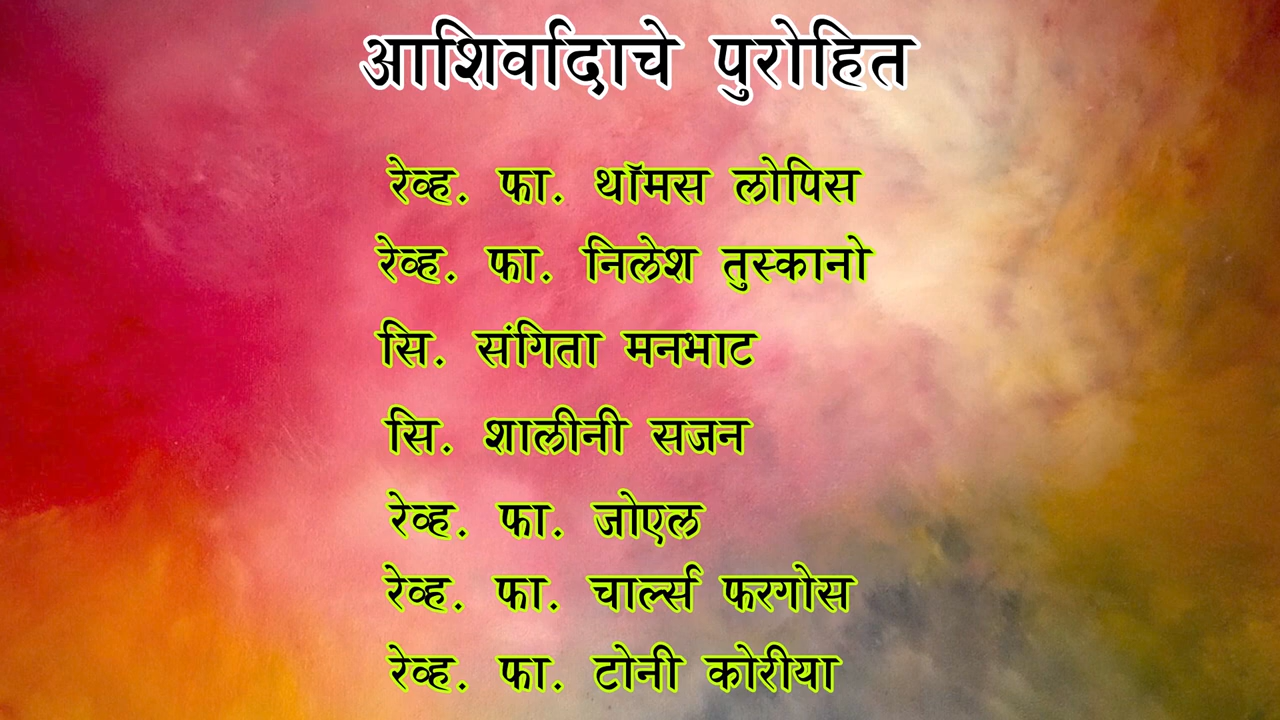 आशिर्वादाचे पुरोहित
रेव्ह. फा. थॉमस लोपिस
रेव्ह. फा. निलेश तुस्कानो
सि. संगिता मनभाट
सि. शालीनी सजन
रेव्ह. फा. जोएल
रेव्ह. फा. चार्ल्स फरगोस
रेव्ह. फा. टोनी कोरीया